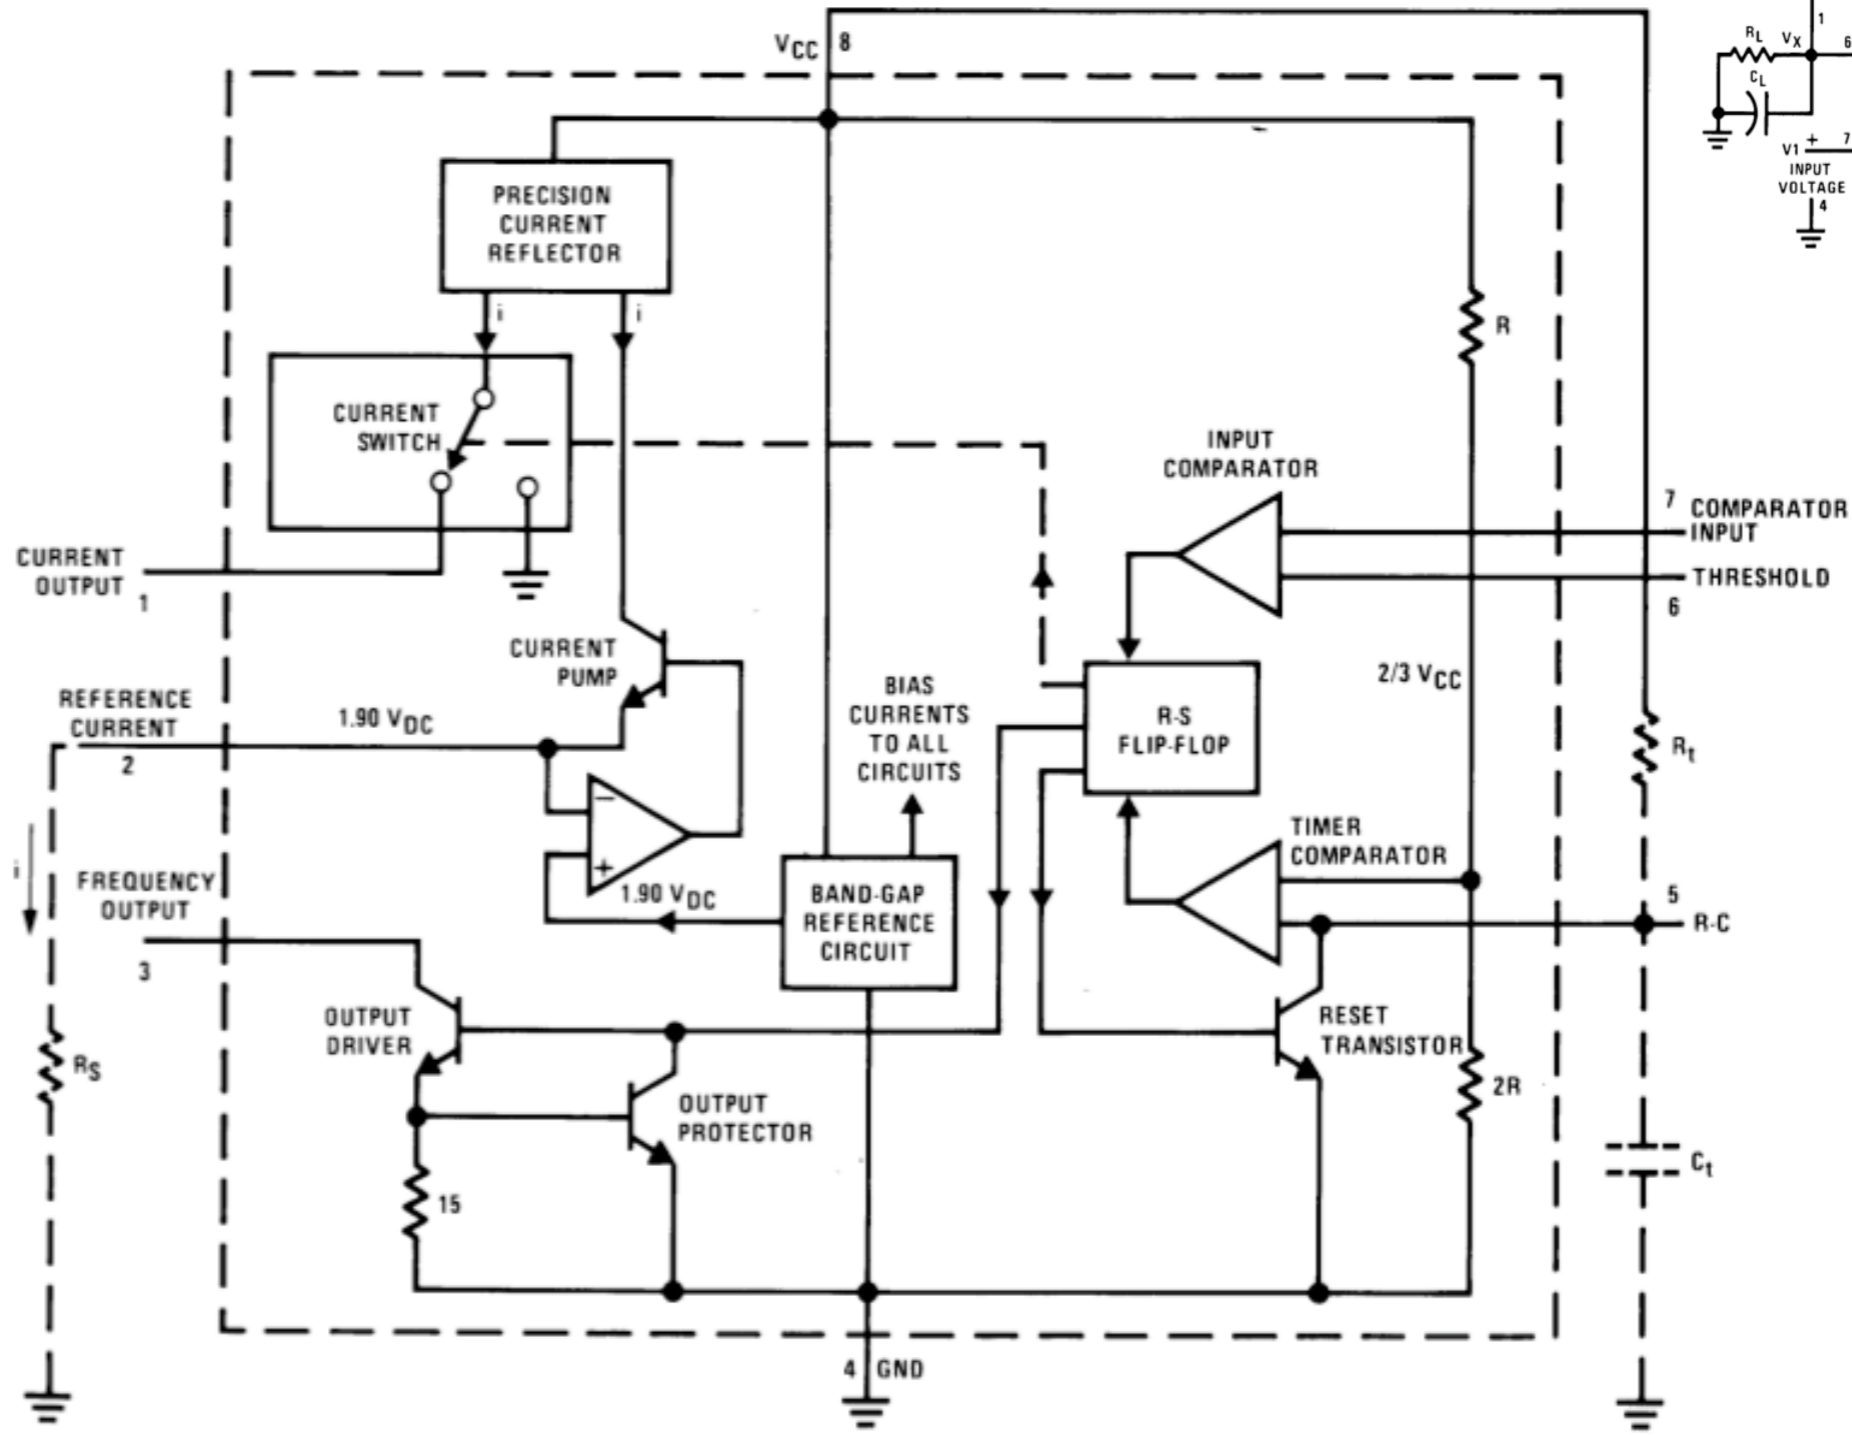 VCC 8
PRECISION
CURRENT
REFLECTOR
i
i
CURRENT
SWITCH
CURRENT
OUTPUT
1
CURRENT
PUMP
REFERENCE
CURRENT
2
1.90 VDC
i
FREQUENCY
OUTPUT
3
1.90 VDC
BIAS
CURRENTS
TO ALL
CIRCUITS
BAND-GAP
REFERENCE
CIRCUIT
R-S
FLIP-FLOP
INPUT
COMPARATOR
7 COMPARATOR
INPUT
THRESHOLD
6
R
2/3 VCC
TIMER
COMPARATOR
Rt
5
R-C
RESET
TRANSISTOR
2R
Ct
OUTPUT
DRIVER
OUTPUT
PROTECTOR
RS
15
4 GND
1
RL VX 6
CL
V1 + 7
INPUT
VOLTAGE
4
−
+